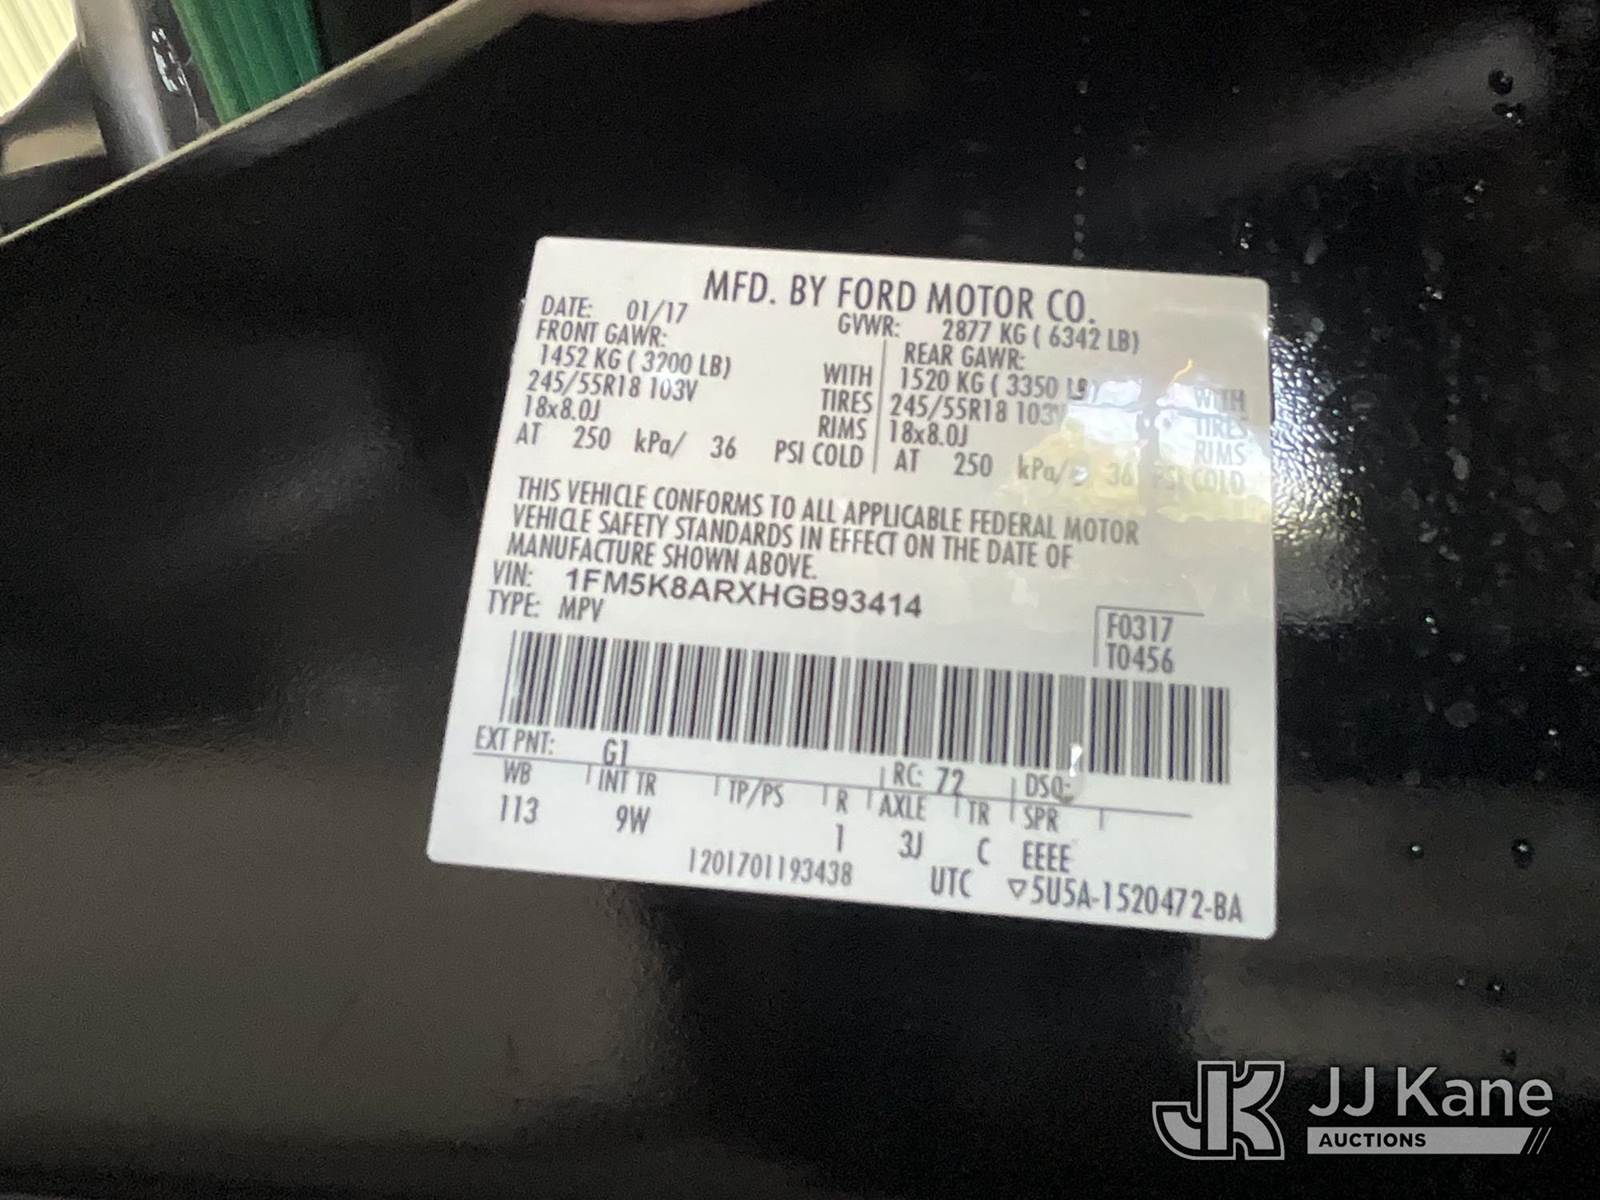 MFD. BY FORD MOTOR CO.
DATE: 01/17 GVWR: 2877 KG ( 6342 LB)
FRONT GAWR: REAR GAWR:
1452 KG ( 3200 LB) WITH 1520 KG ( 3350 LB) WITH
245/55R18 103V TIRES 245/55R18 103V TIRES
18x8.0J RIMS 18x8.0J RIMS
AT 250 kPa/ 36 PSI COLD AT 250 kPa/ 36 PSI COLD
THIS VEHICLE CONFORMS TO ALL APPLICABLE FEDERAL MOTOR
VEHICLE SAFETY STANDARDS IN EFFECT ON THE DATE OF
MANUFACTURE SHOWN ABOVE.
VIN: 1FM5K8ARXHGB93414
TYPE: MPV
F0317
T0456
EXT PNT: G1 RC: 72 DSO:
WB INT TR TP/PS R AXLE TR SPR
113 9W 1 3J C EEEE
1201701193438 UTC ▽5U5A-1520472-BA
JK JJ Kane
AUCTIONS